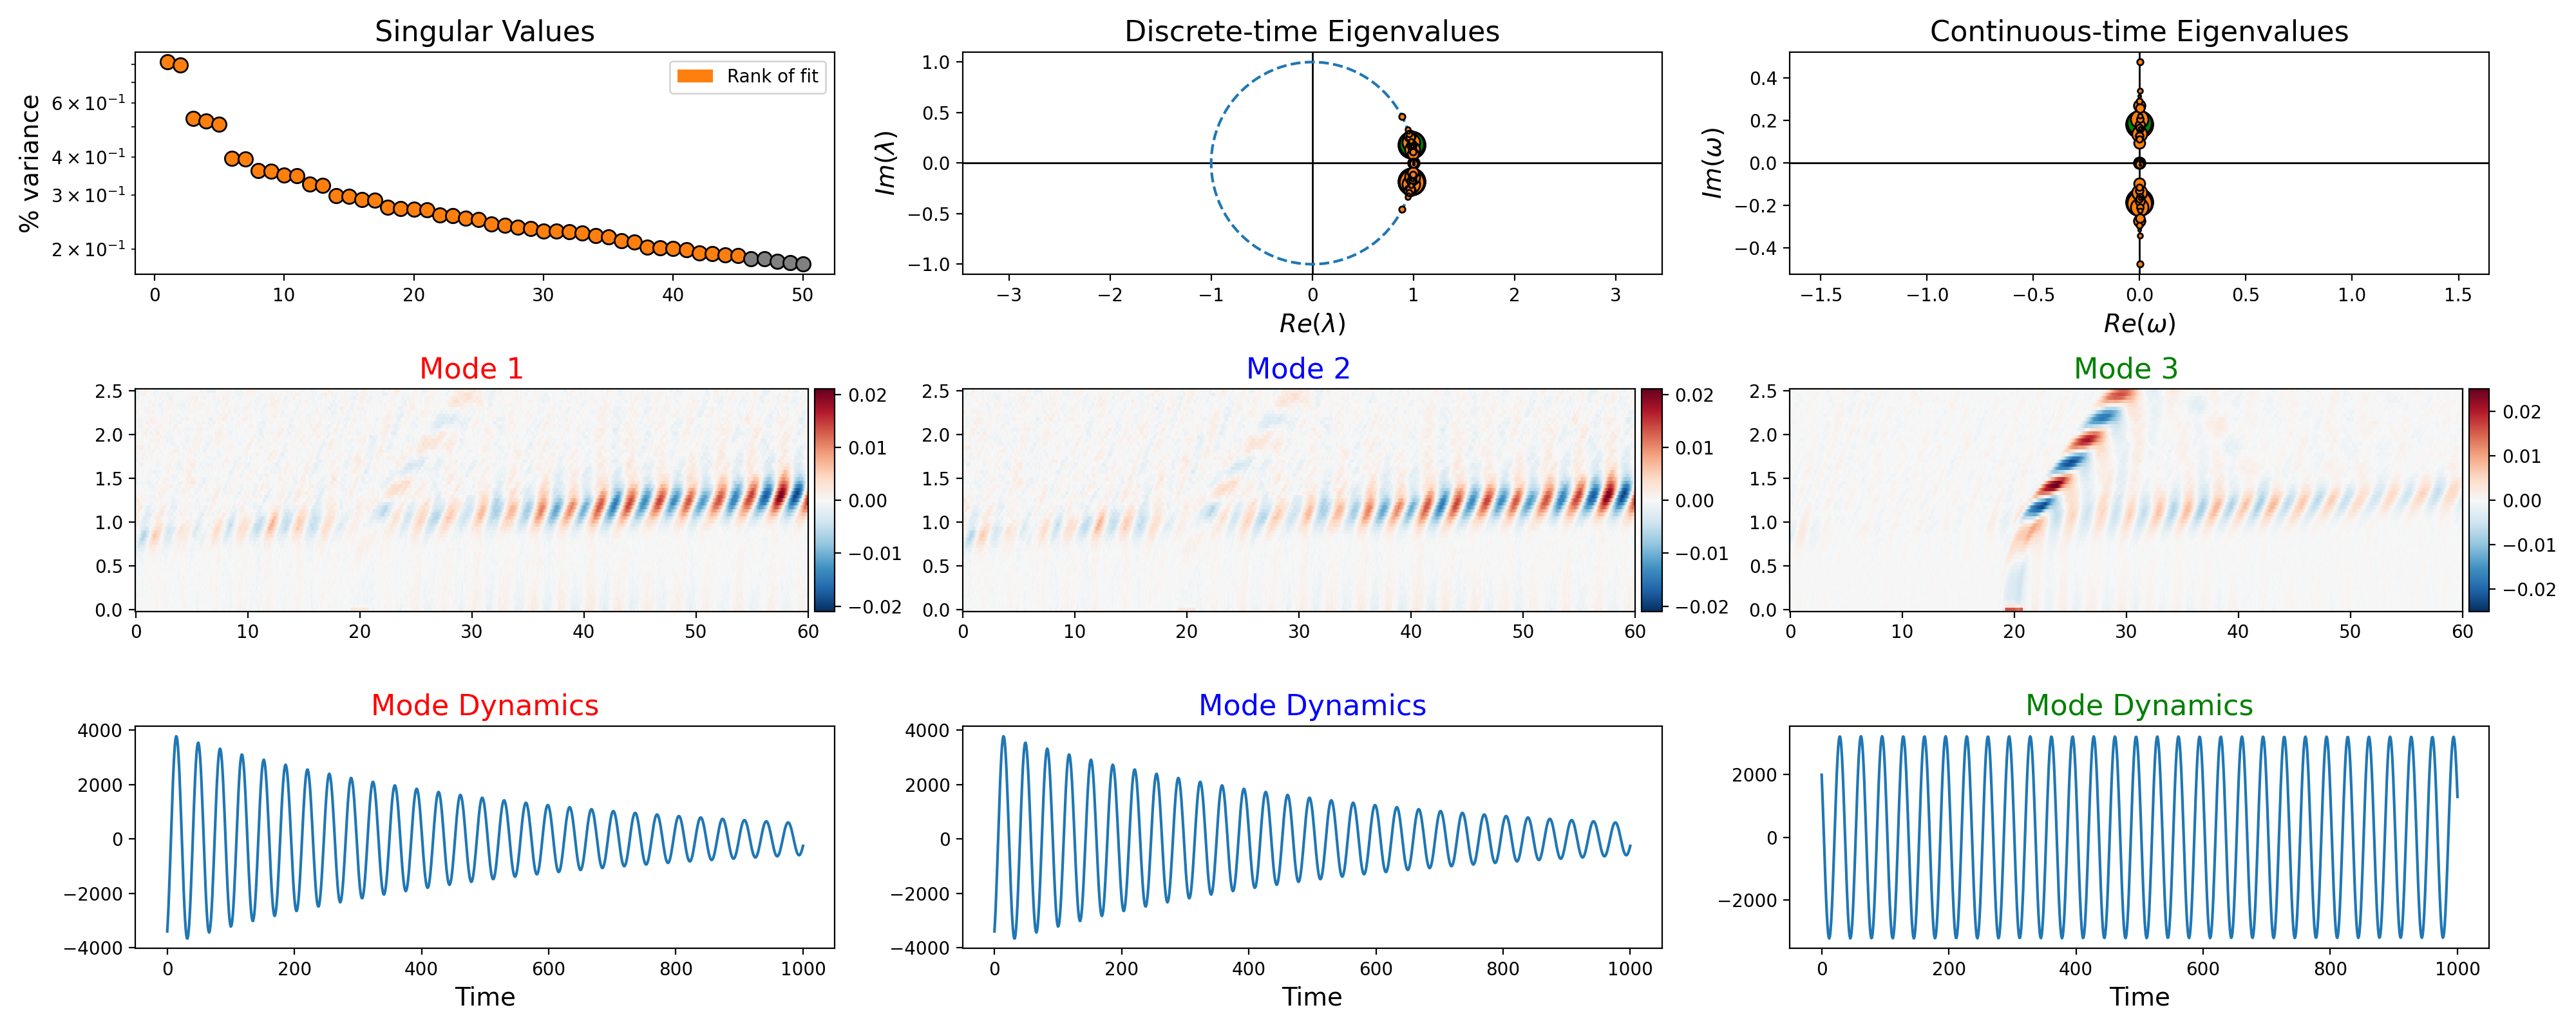 Singular Values
% variance
6 × 10⁻¹
4 × 10⁻¹
3 × 10⁻¹
2 × 10⁻¹
Rank of fit
0 10 20 30 40 50
Discrete-time Eigenvalues
Im(λ)
1.0
0.5
0.0
−0.5
−1.0
−3 −2 −1 0 1 2 3
Re(λ)
Continuous-time Eigenvalues
Im(ω)
0.4
0.2
0.0
−0.2
−0.4
−1.5 −1.0 −0.5 0.0 0.5 1.0 1.5
Re(ω)
Mode 1
2.5
2.0
1.5
1.0
0.5
0.0
0 10 20 30 40 50 60
0.02
0.01
0.00
−0.01
−0.02
Mode 2
2.5
2.0
1.5
1.0
0.5
0.0
0 10 20 30 40 50 60
0.02
0.01
0.00
−0.01
−0.02
Mode 3
2.5
2.0
1.5
1.0
0.5
0.0
0 10 20 30 40 50 60
0.02
0.01
0.00
−0.01
−0.02
Mode Dynamics
4000
2000
0
−2000
−4000
0 200 400 600 800 1000
Time
Mode Dynamics
4000
2000
0
−2000
−4000
0 200 400 600 800 1000
Time
Mode Dynamics
2000
0
−2000
0 200 400 600 800 1000
Time